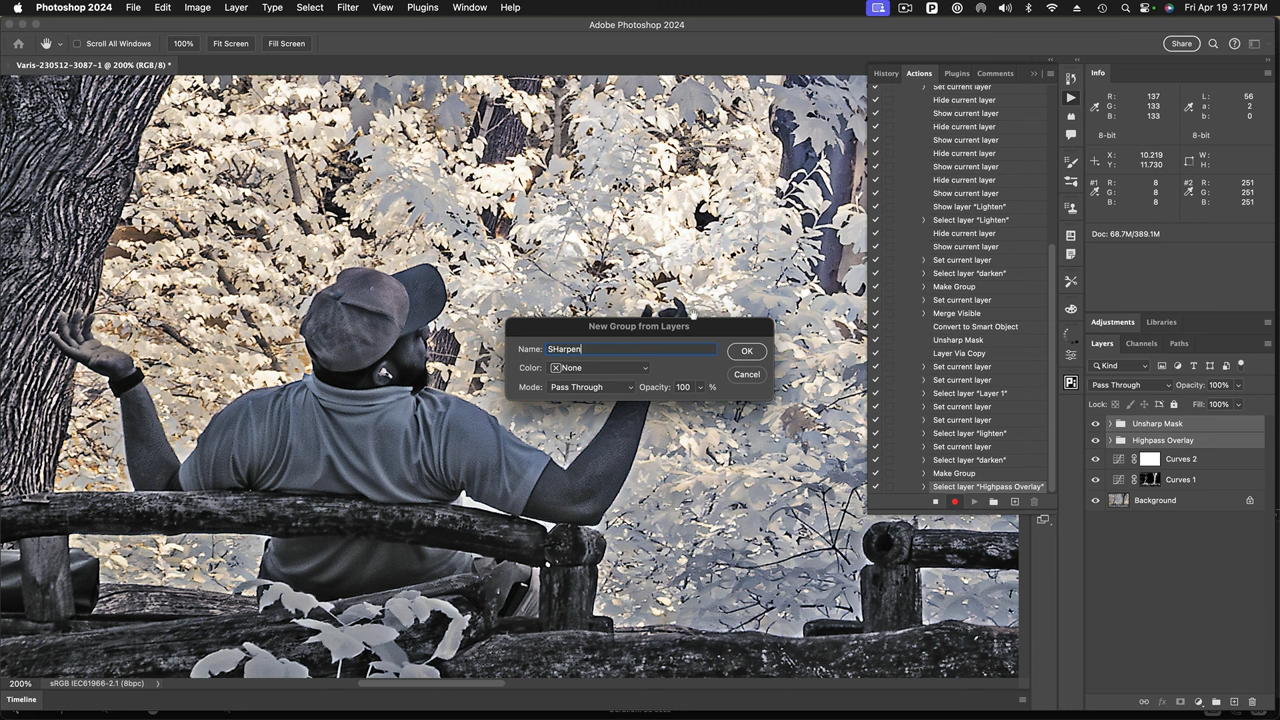 Photoshop 2024 File Edit Image Layer Type Select Filter View Plugins Window Help Fri Apr 19 3:17 PM
Adobe Photoshop 2024
Scroll All Windows 100% Fit Screen Fill Screen Share
Varis-230512-3087-1 @ 200% (RGB/8) *
History Actions Plugins Comments
Set current layer
Hide current layer
Show current layer
Hide current layer
Show current layer
Hide current layer
Show current layer
Hide current layer
Show current layer
Show layer "Lighten"
Select layer "Lighten"
Hide current layer
Show current layer
Set current layer
Select layer "darken"
Make Group
Set current layer
Merge Visible
Convert to Smart Object
Unsharp Mask
Layer Via Copy
Set current layer
Set current layer
Select layer "Layer 1"
Set current layer
Set current layer
Select layer "lighten"
Set current layer
Select layer "darken"
Make Group
Select layer "Highpass Overlay"
New Group from Layers
Name: SHarpen OK
Color: None
Cancel
Mode: Pass Through Opacity: 100 %
Info
R: 137 L: 56
G: 133 a: 2
B: 133 b: 0
8-bit 8-bit
X: 10.219 W:
Y: 11.730 H:
#1 R: 8 #2 R: 251
G: 8 G: 251
B: 8 B: 251
Doc: 68.7M/389.1M
Adjustments Libraries
Layers Channels Paths
Kind
Pass Through Opacity: 100%
Lock: Fill: 100%
Unsharp Mask
Highpass Overlay
Curves 2
Curves 1
Background
200% sRGB IEC61966-2.1 (8bpc)
Timeline